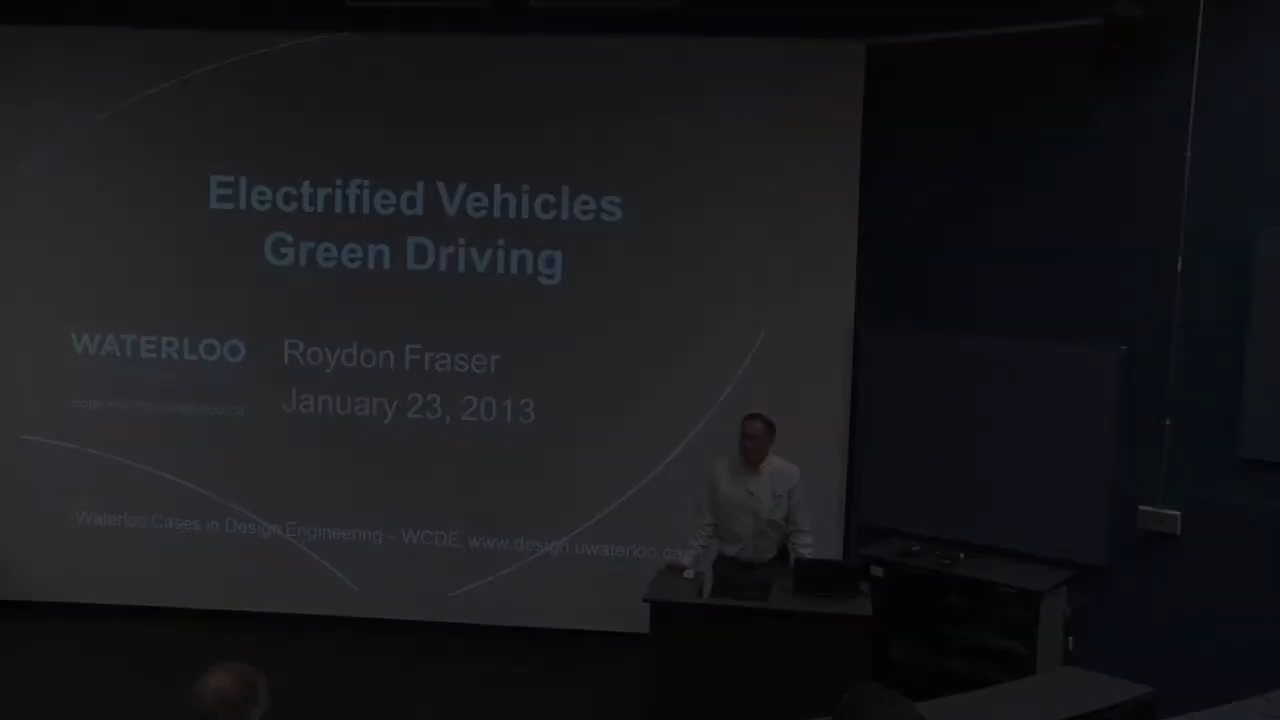 Electrified Vehicles
Green Driving
WATERLOO
Roydon Fraser
January 23, 2013
Waterloo Cases in Design Engineering - WCDE, www.design.uwaterloo.ca